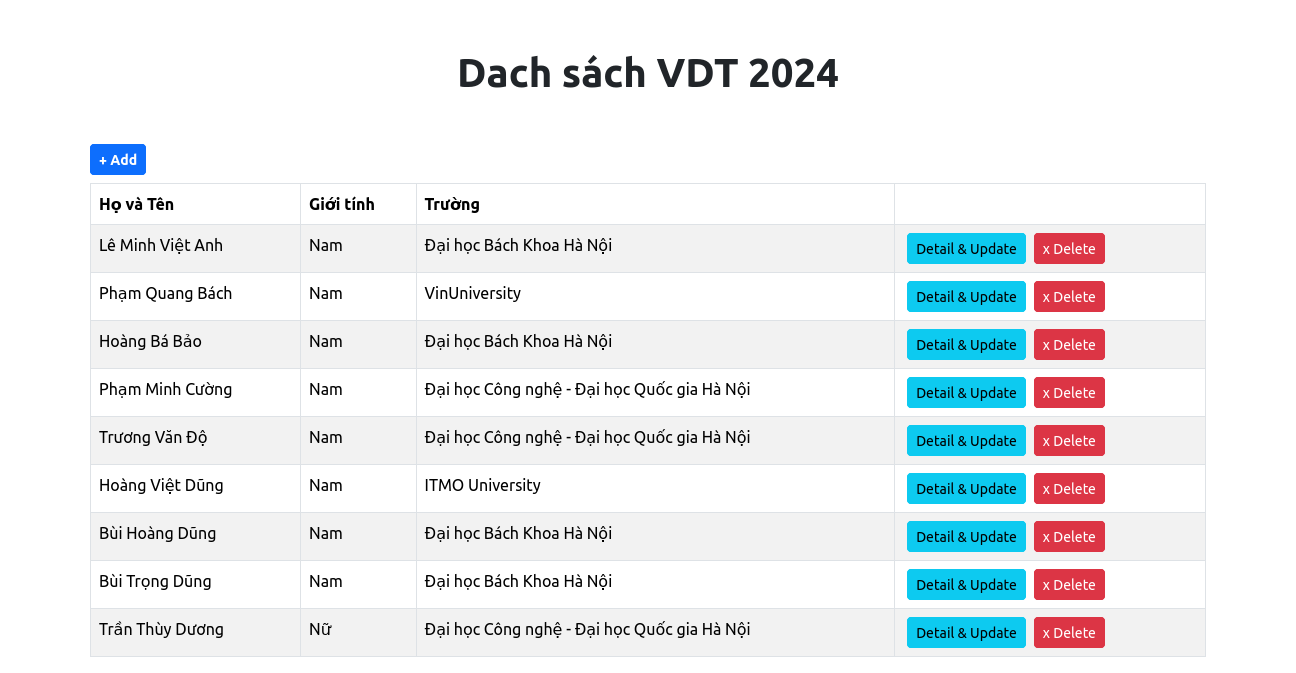 Dach sách VDT 2024
+ Add
Họ và Tên Giới tính Trường
Lê Minh Việt Anh Nam Đại học Bách Khoa Hà Nội Detail & Update x Delete
Phạm Quang Bách Nam VinUniversity Detail & Update x Delete
Hoàng Bá Bảo Nam Đại học Bách Khoa Hà Nội Detail & Update x Delete
Phạm Minh Cường Nam Đại học Công nghệ - Đại học Quốc gia Hà Nội Detail & Update x Delete
Trương Văn Độ Nam Đại học Công nghệ - Đại học Quốc gia Hà Nội Detail & Update x Delete
Hoàng Việt Dũng Nam ITMO University Detail & Update x Delete
Bùi Hoàng Dũng Nam Đại học Bách Khoa Hà Nội Detail & Update x Delete
Bùi Trọng Dũng Nam Đại học Bách Khoa Hà Nội Detail & Update x Delete
Trần Thùy Dương Nữ Đại học Công nghệ - Đại học Quốc gia Hà Nội Detail & Update x Delete